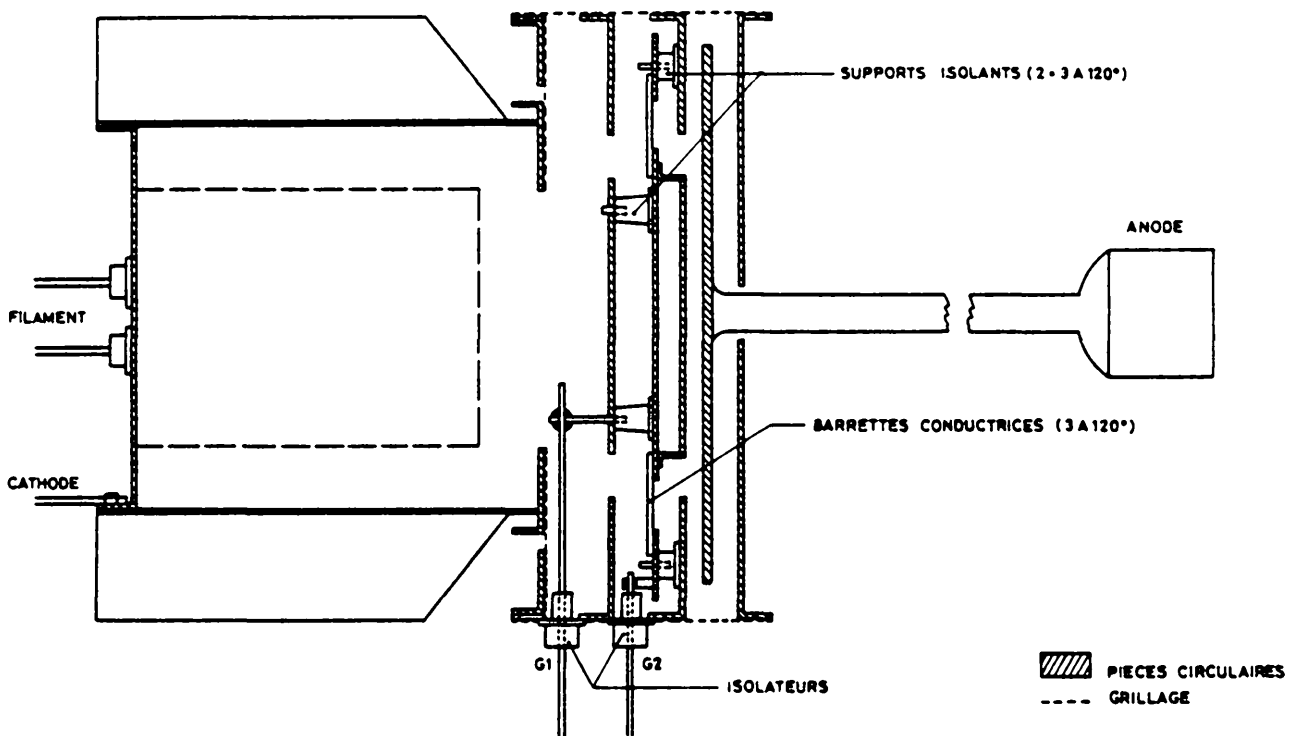 SUPPORTS ISOLANTS (2 × 3 A 120°)
ANODE
FILAMENT
BARRETTES CONDUCTRICES (3 A 120°)
CATHODE
G1
G2
ISOLATEURS
PIECES CIRCULAIRES
GRILLAGE